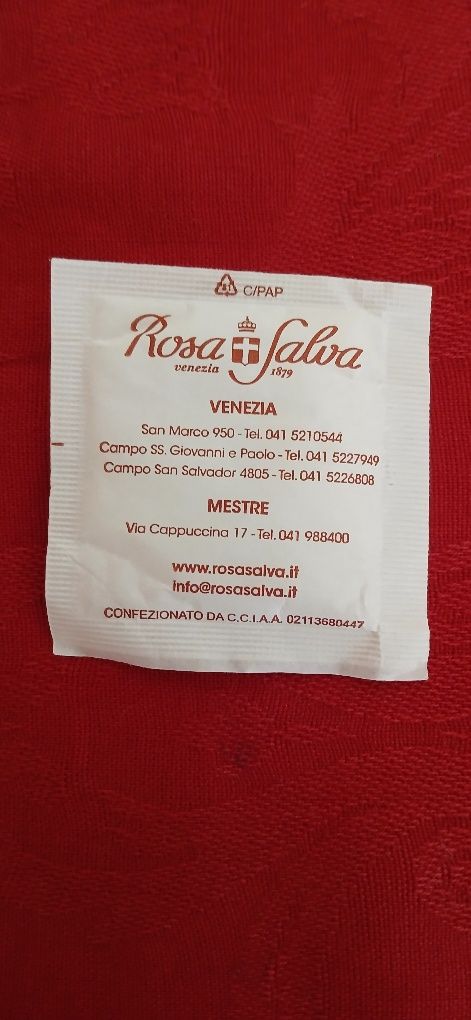 C/PAP
Rosa Salva
venezia 1879
VENEZIA
San Marco 950 - Tel. 041 5210544
Campo SS. Giovanni e Paolo - Tel. 041 5227949
Campo San Salvador 4805 - Tel. 041 5226808
MESTRE
Via Cappuccina 17 - Tel. 041 988400
www.rosasalva.it
info@rosasalva.it
CONFEZIONATO DA C.C.I.A.A. 02113680447